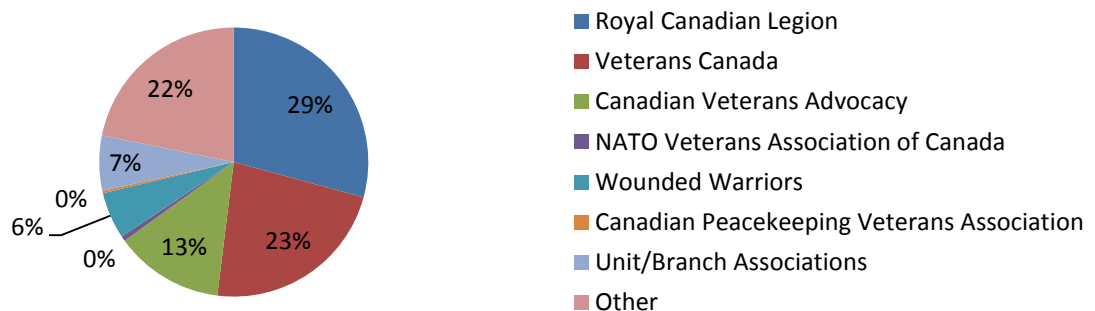 29%
23%
13%
0%
6%
0%
7%
22%
Royal Canadian Legion
Veterans Canada
Canadian Veterans Advocacy
NATO Veterans Association of Canada
Wounded Warriors
Canadian Peacekeeping Veterans Association
Unit/Branch Associations
Other